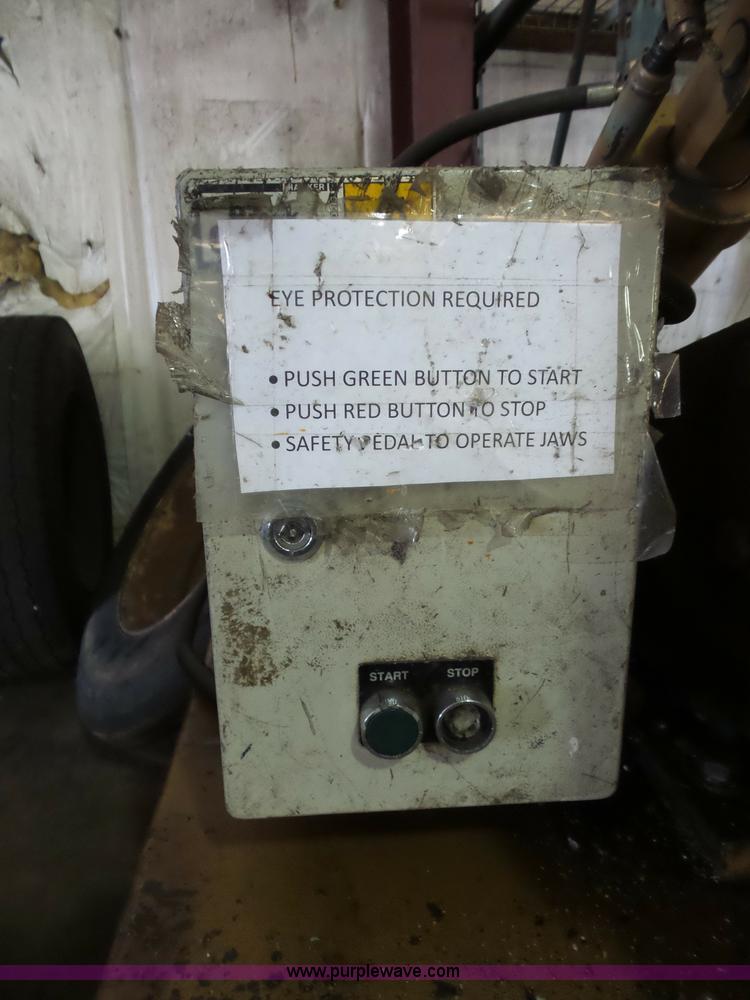 EYE PROTECTION REQUIRED
• PUSH GREEN BUTTON TO START
• PUSH RED BUTTON TO STOP
• SAFETY PEDAL TO OPERATE JAWS
START STOP
www.purplewave.com